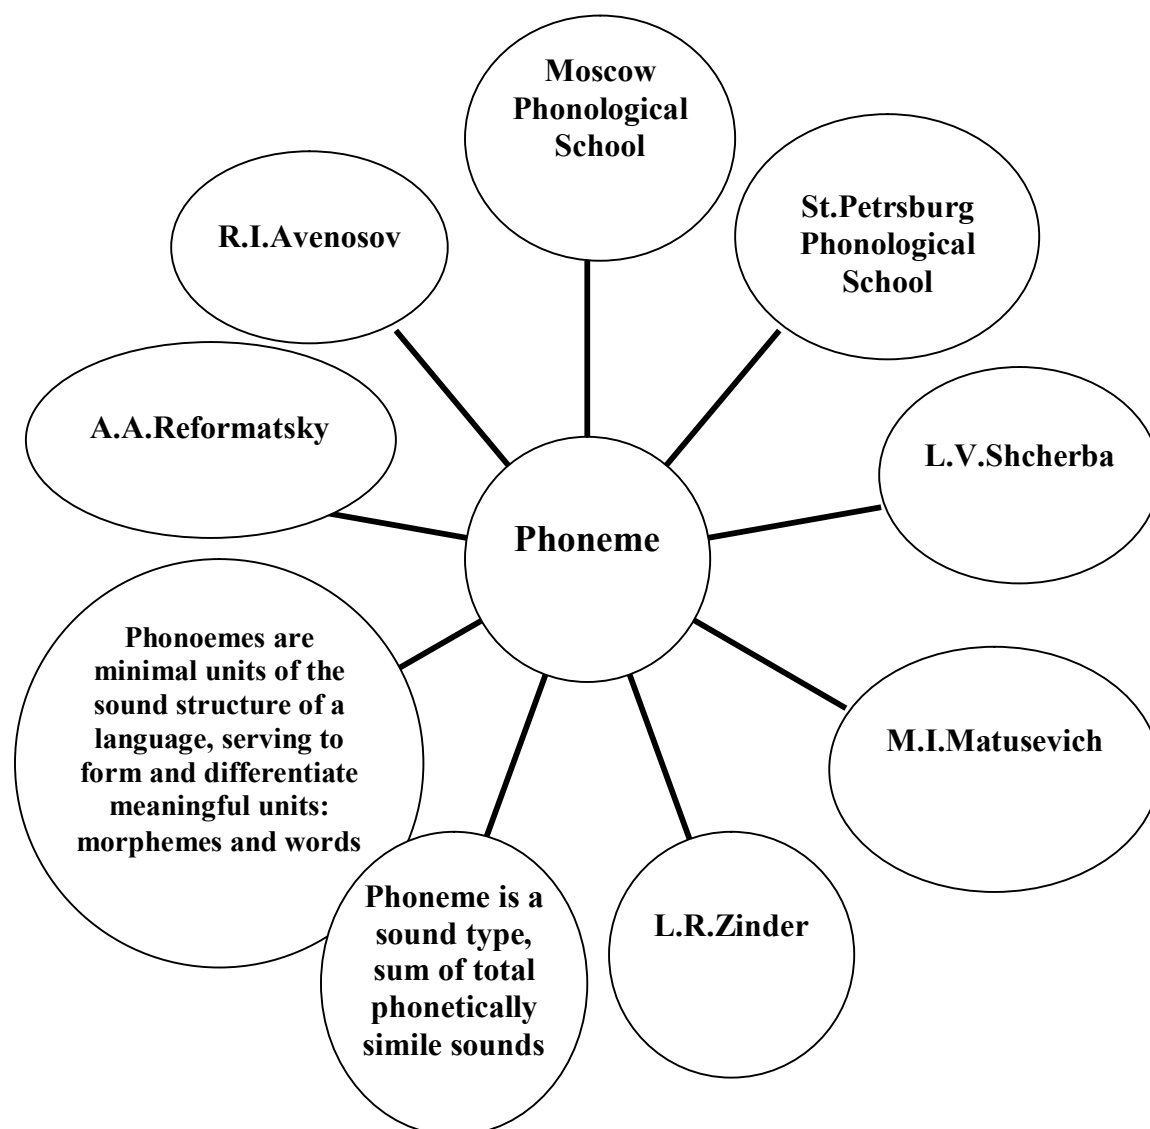 Moscow
Phonological
School
St.Petrsburg
Phonological
School
R.I.Avenosov
A.A.Reformatsky
L.V.Shcherba
Phoneme
Phonoemes are
minimal units of the
sound structure of a
language, serving to
form and differentiate
meaningful units:
morphemes and words
M.I.Matusevich
Phoneme is a
sound type,
sum of total
phonetically
simile sounds
L.R.Zinder